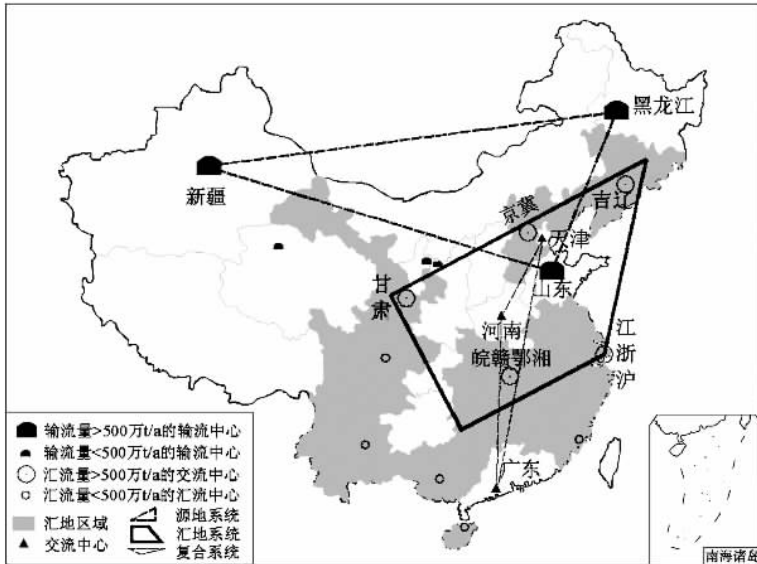 黑龙江
新疆
吉辽
京冀
天津
山东
甘
肃
河南
江
浙
沪
皖赣鄂湘
广东
输流量>500万t/a的输流中心
输流量<500万t/a的输流中心
汇流量>500万t/a的交流中心
汇流量<500万t/a的汇流中心
汇地区域
源地系统
汇地系统
交流中心
复合系统
南海诸岛